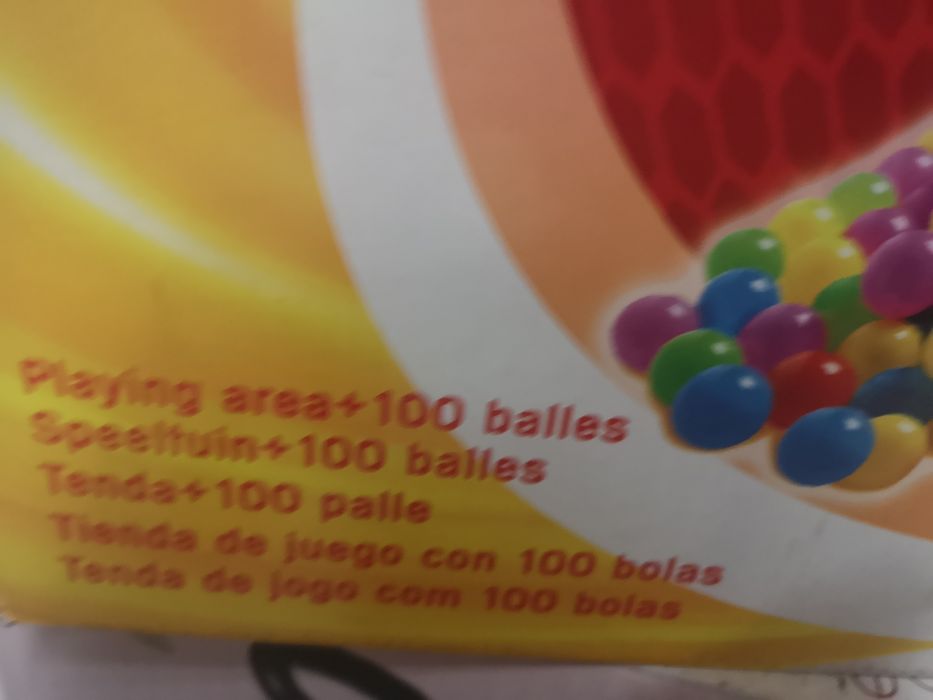 Playing area+100 balles
Speeltuin+100 balles
Tenda+100 palle
Tienda de juego con 100 bolas
Tenda de jogo com 100 bolas